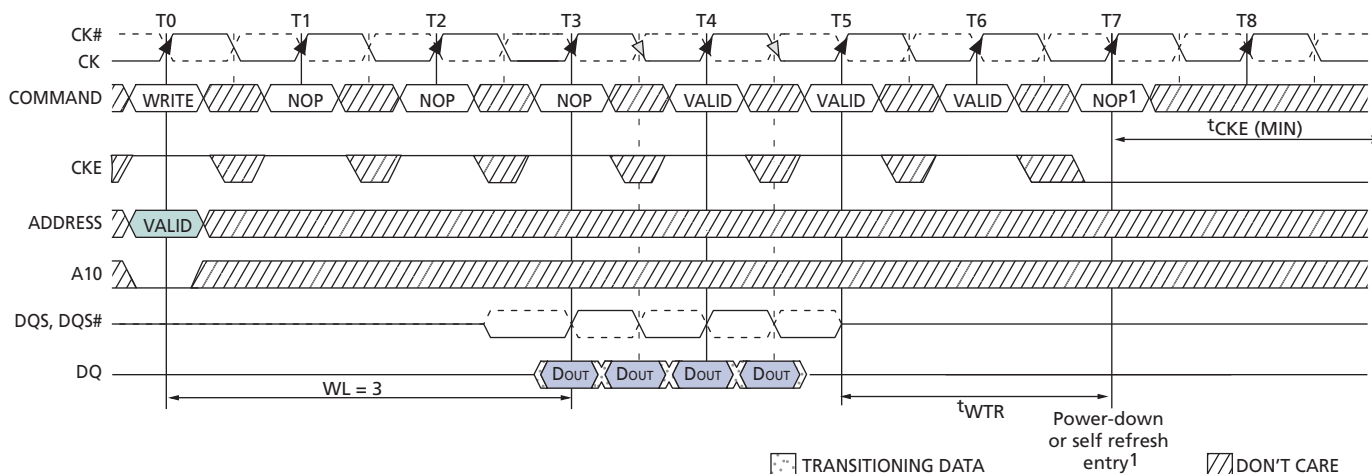 T0 T1 T2 T3 T4 T5 T6 T7 T8
CK#
CK
COMMAND WRITE NOP NOP NOP VALID VALID VALID NOP1
tCKE (MIN)
CKE
ADDRESS VALID
A10
DQS, DQS#
DQ DOUT DOUT DOUT DOUT
WL = 3
tWTR
Power-down
or self refresh
entry1
TRANSITIONING DATA DON'T CARE